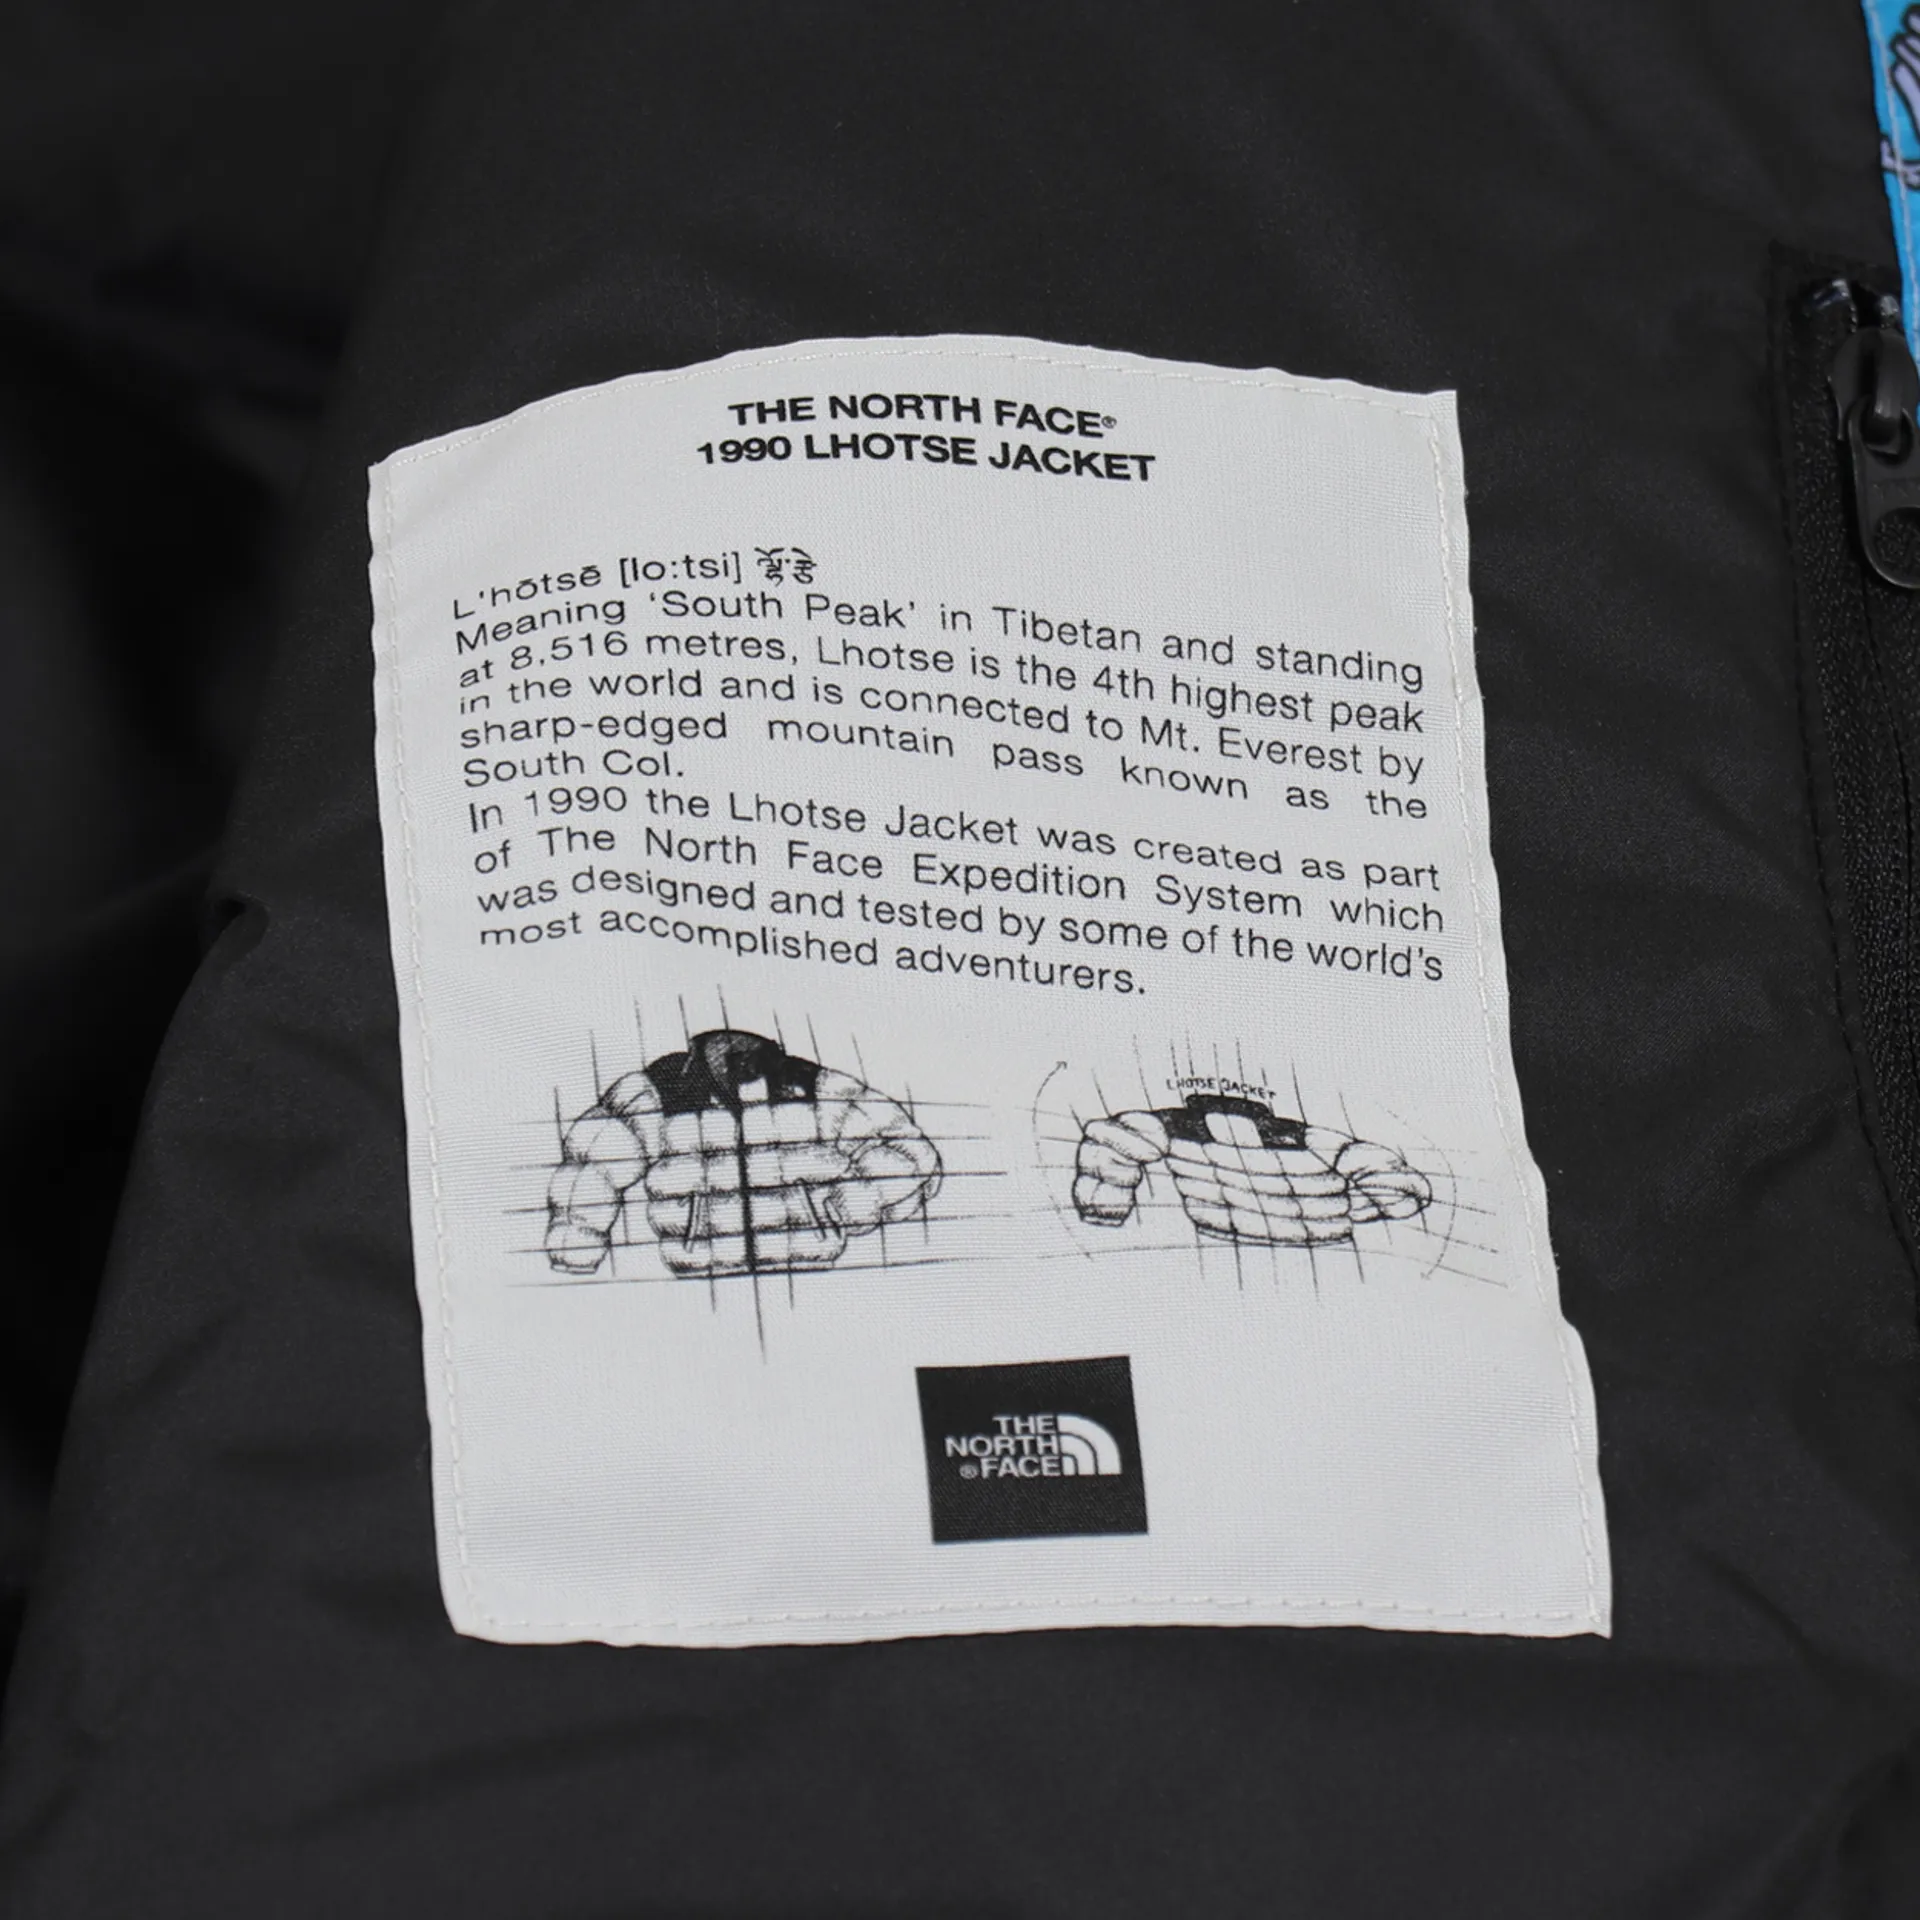 THE NORTH FACE®
1990 LHOTSE JACKET
L'hōtsē [lo:tsi]
Meaning ‘South Peak’ in Tibetan and standing
at 8,516 metres, Lhotse is the 4th highest peak
in the world and is connected to Mt. Everest by
sharp-edged mountain pass known as the
South Col.
In 1990 the Lhotse Jacket was created as part
of The North Face Expedition System which
was designed and tested by some of the world's
most accomplished adventurers.
LHOTSE JACKET
THE
NORTH
®FACE